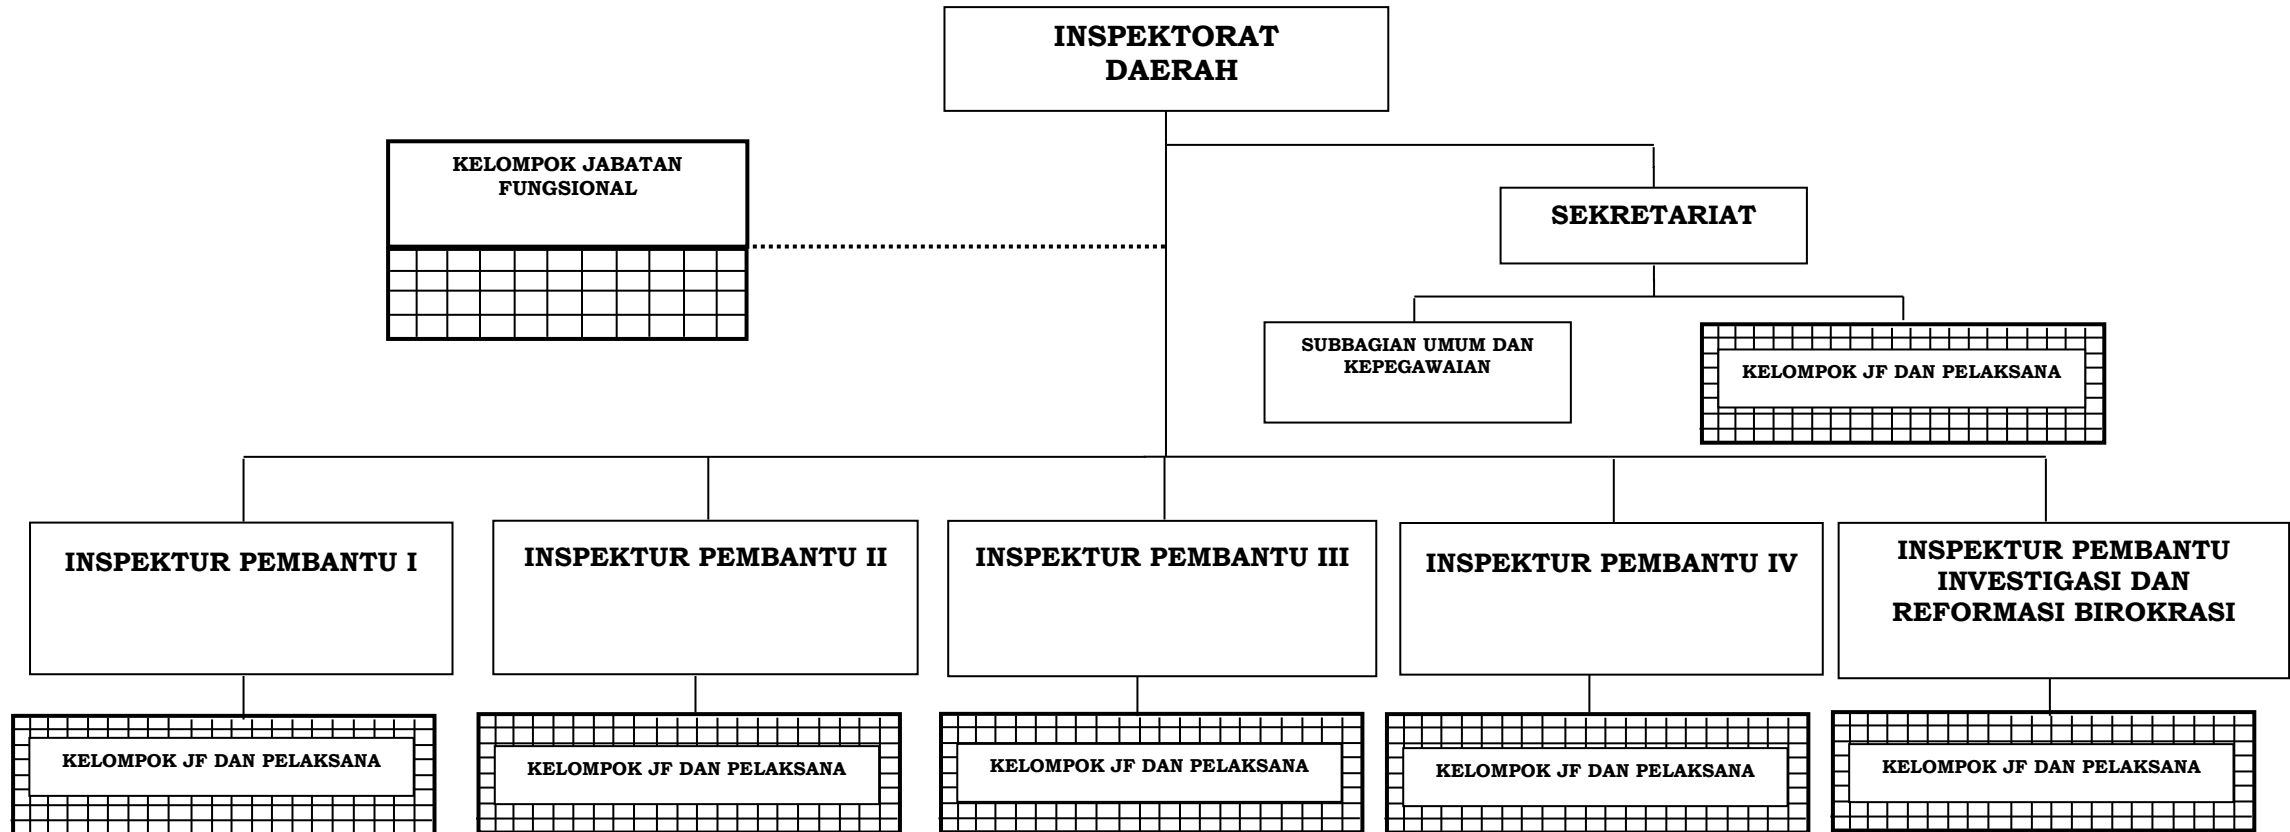 INSPEKTORAT
DAERAH
KELOMPOK JABATAN
FUNGSIONAL
SEKRETARIAT
SUBBAGIAN UMUM DAN
KEPEGAWAIAN
KELOMPOK JF DAN PELAKSANA
INSPEKTUR PEMBANTU I
INSPEKTUR PEMBANTU II
INSPEKTUR PEMBANTU III
INSPEKTUR PEMBANTU IV
INSPEKTUR PEMBANTU
INVESTIGASI DAN
REFORMASI BIROKRASI
KELOMPOK JF DAN PELAKSANA
KELOMPOK JF DAN PELAKSANA
KELOMPOK JF DAN PELAKSANA
KELOMPOK JF DAN PELAKSANA
KELOMPOK JF DAN PELAKSANA